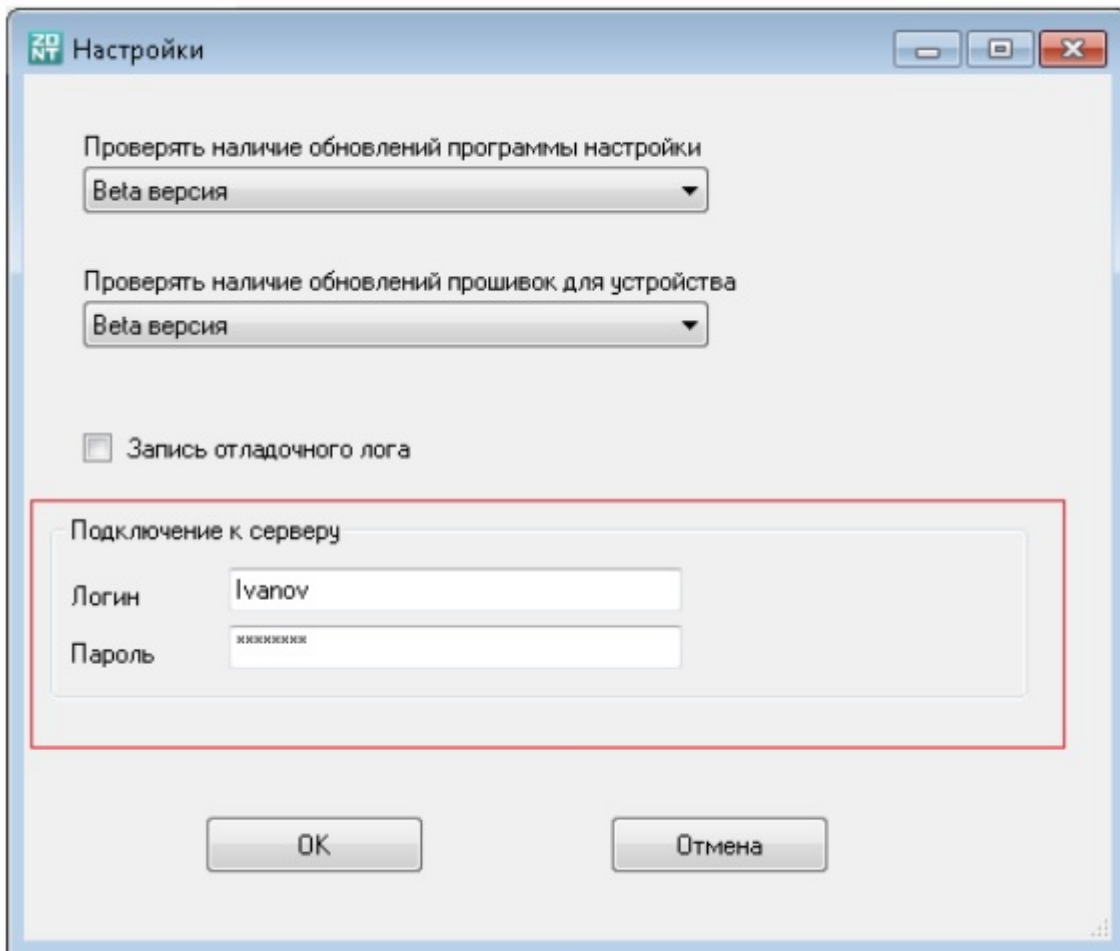 ZONT Настройки
Проверять наличие обновлений программы настройки
Beta версия
Проверять наличие обновлений прошивок для устройства
Beta версия
Запись отладочного лога
Подключение к серверу
Логин Ivanov
Пароль ********
OK Отмена